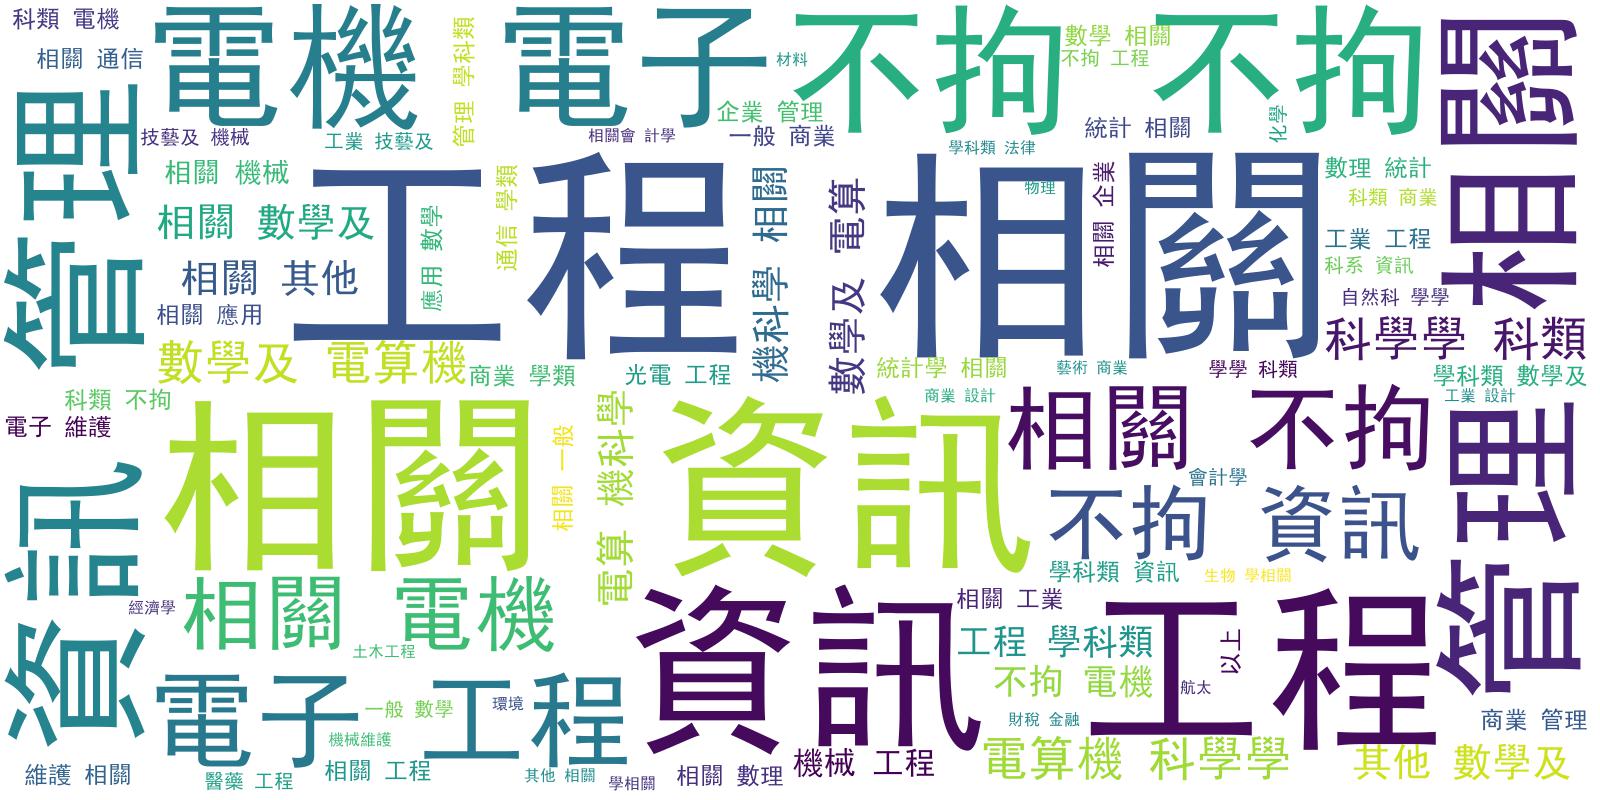 科類 電機
電機 電子
不拘 不拘
相關 通信
管理 學科類
材料
數學 相關
不拘 工程
企業 管理
管理 資訊
技藝及 機械
工業 技藝及
相關會 計學
一般 商業
學科類 法律
統計 相關
化學
管理 相關
相關 機械
工程 相關
通信 學類
機科學 相關
數學及 電算
物理
相關 企業
數理 統計
科類 商業
相關 數學及
應用 數學
工業 工程
科系 資訊
相關 其他
相關 應用
自然科 學學
科學學 科類
數學及 電算機
商業 學類
光電 工程
統計學 相關
藝術 商業
學學 科類
學科類 數學及
科類 不拘
電子 維護
相關 資訊
相關 一般
電算 機科學
商業 設計
相關 不拘
工業 設計
會計學
不拘 資訊
學科類 資訊
生物 學相關
相關 電機
經濟學
土木工程
資訊 工程
相關 工業
工程 學科類
以上
不拘 電機
航太
電子 工程
一般 數學
環境
機械維護
財稅 金融
商業 管理
機械 工程
電算機 科學學
其他 數學及
維護 相關
醫藥 工程
相關 工程
其他 相關
學相關
相關 數理